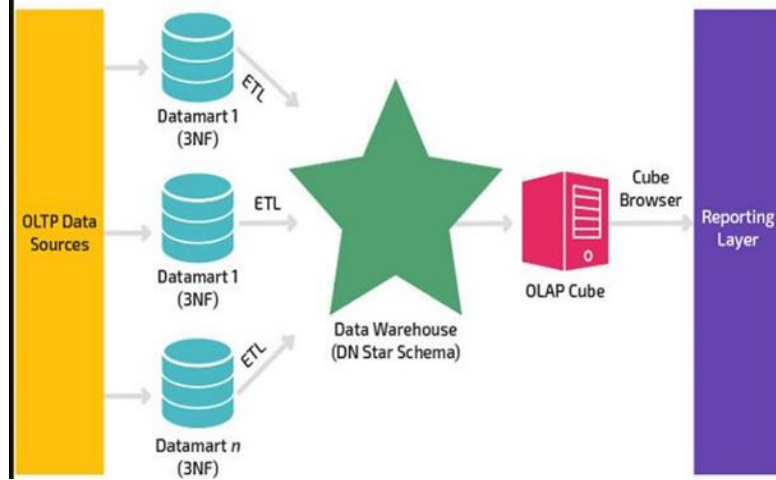 OLTP Data
Sources
Datamart 1
(3NF)
ETL
Datamart 1
(3NF)
ETL
Datamart n
(3NF)
ETL
Data Warehouse
(DN Star Schema)
OLAP Cube
Cube
Browser
Reporting
Layer